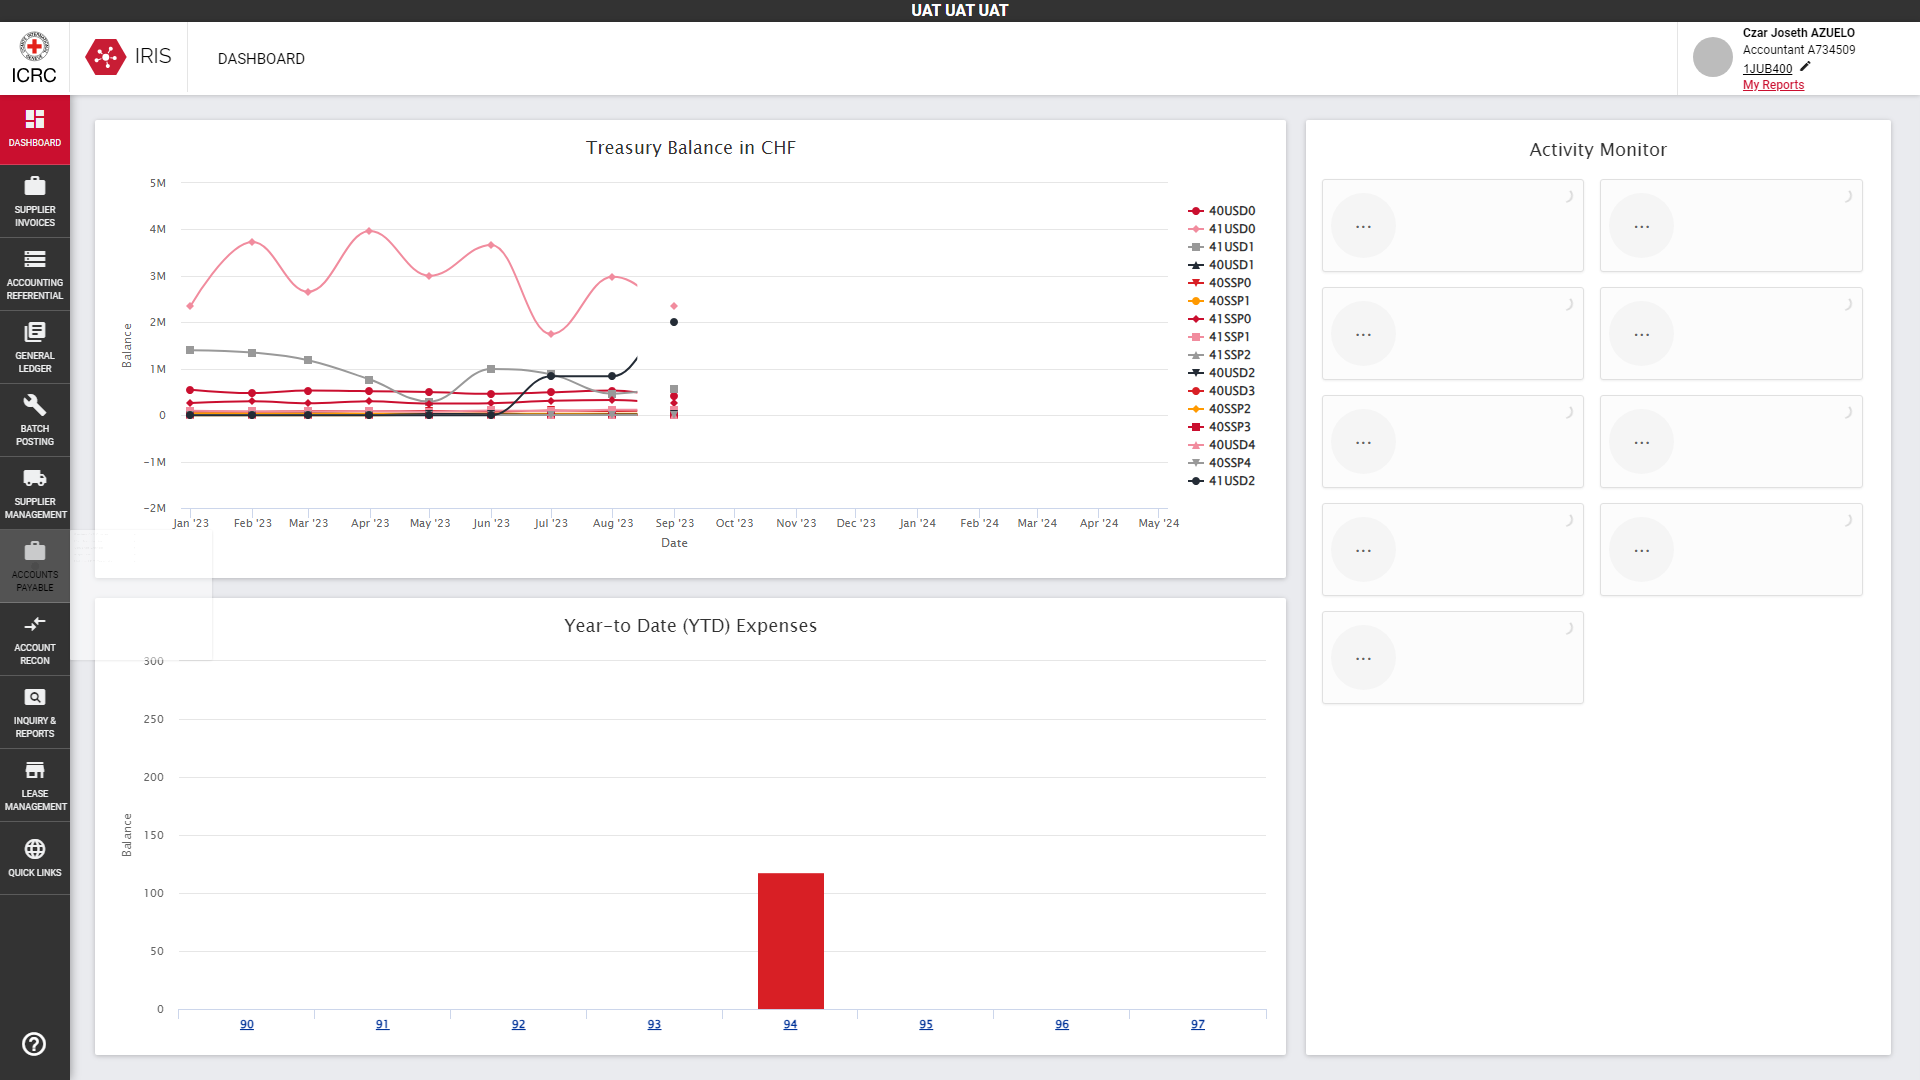 UAT UAT UAT
ICRC
IRIS
DASHBOARD
Czar Joseth AZUELO
Accountant A734509
1JUB400
My Reports
DASHBOARD
SUPPLIER
INVOICES
ACCOUNTING
REFERENTIAL
GENERAL
LEDGER
BATCH
POSTING
SUPPLIER
MANAGEMENT
ACCOUNTS
PAYABLE
ACCOUNT
RECON
INQUIRY &
REPORTS
LEASE
MANAGEMENT
QUICK LINKS
Treasury Balance in CHF
Balance
5M
4M
3M
2M
1M
0
-1M
-2M
Jan '23 Feb '23 Mar '23 Apr '23 May '23 Jun '23 Jul '23 Aug '23 Sep '23 Oct '23 Nov '23 Dec '23 Jan '24 Feb '24 Mar '24 Apr '24 May '24
Date
40USD0
41USD0
41USD1
40USD1
40SSP0
40SSP1
41SSP0
41SSP1
41SSP2
40USD2
40USD3
40SSP2
40SSP3
40USD4
40SSP4
41USD2
Year-to Date (YTD) Expenses
Balance
300
250
200
150
100
50
0
90 91 92 93 94 95 96 97
Activity Monitor
... ...
... ...
... ...
... ...
...